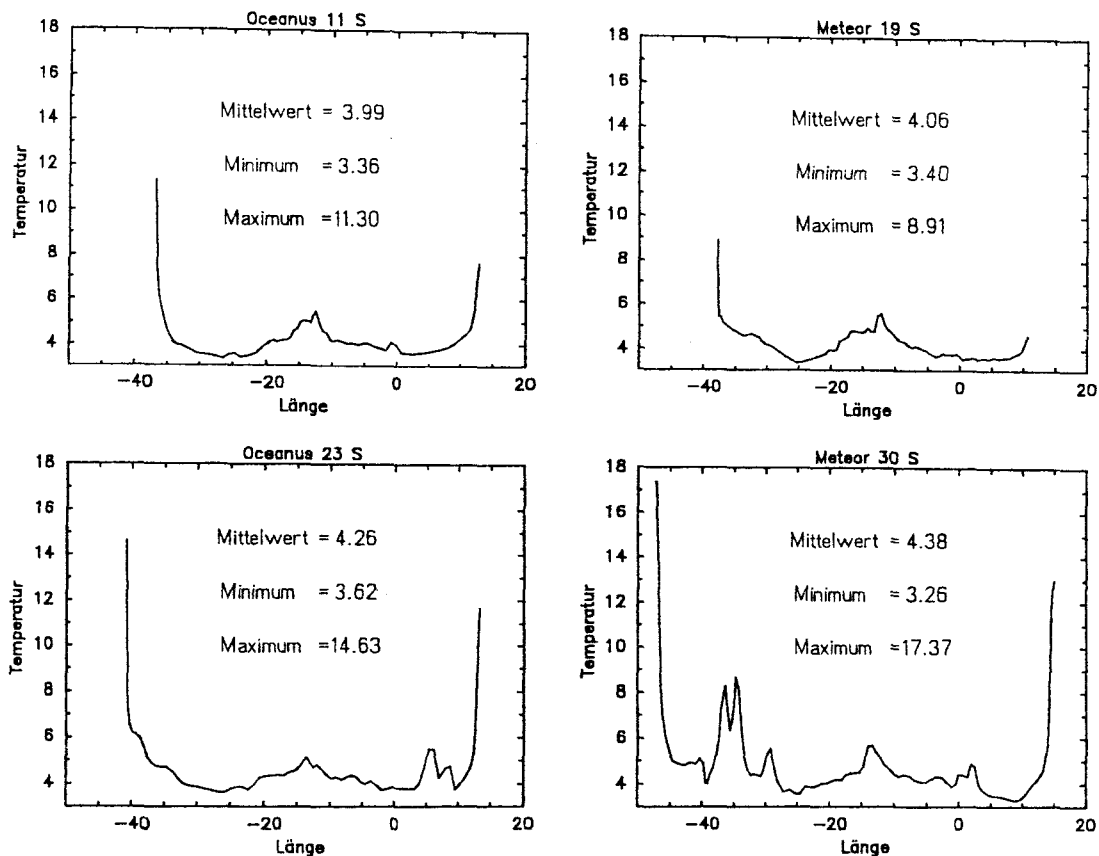 Oceanus 11 S
18
16
14
12
10
8
6
4
Temperatur
Mittelwert = 3.99
Minimum = 3.36
Maximum =11.30
−40 −20 0 20
Länge
Meteor 19 S
18
16
14
12
10
8
6
4
Temperatur
Mittelwert = 4.06
Minimum = 3.40
Maximum = 8.91
−40 −20 0 20
Länge
Oceanus 23 S
18
16
14
12
10
8
6
4
Temperatur
Mittelwert = 4.26
Minimum = 3.62
Maximum =14.63
−40 −20 0 20
Länge
Meteor 30 S
18
16
14
12
10
8
6
4
Temperatur
Mittelwert = 4.38
Minimum = 3.26
Maximum =17.37
−40 −20 0 20
Länge